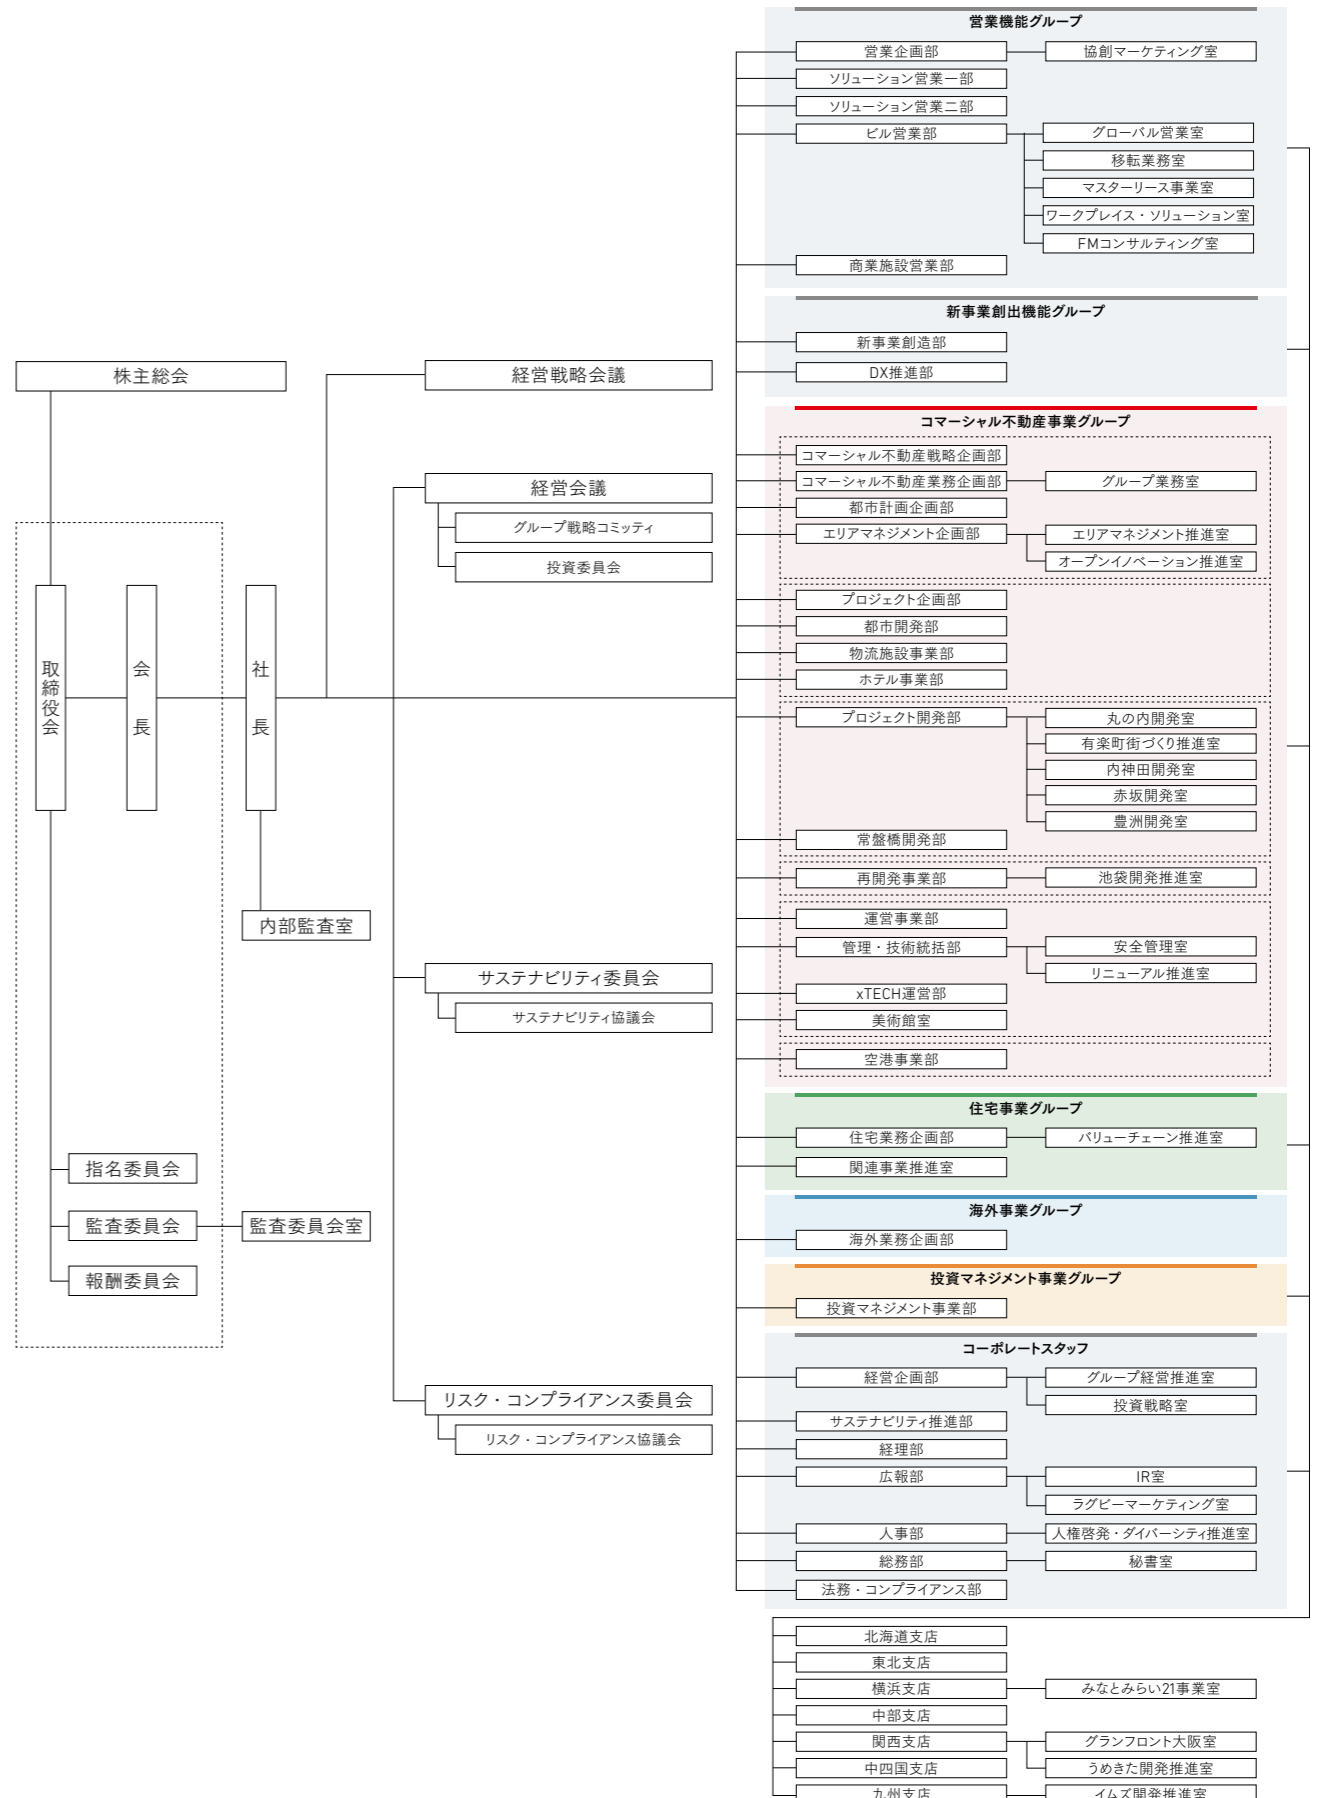 株主総会
取締役会
会長
社長
内部監査室
指名委員会
監査委員会
監査委員会室
報酬委員会
経営戦略会議
経営会議
グループ戦略コミッティ
投資委員会
サステナビリティ委員会
サステナビリティ協議会
リスク・コンプライアンス委員会
リスク・コンプライアンス協議会
営業機能グループ
営業企画部
協創マーケティング室
ソリューション営業一部
ソリューション営業二部
ビル営業部
グローバル営業室
移転業務室
マスターリース事業室
ワークプレイス・ソリューション室
FMコンサルティング室
商業施設営業部
新事業創出機能グループ
新事業創造部
DX推進部
コマーシャル不動産事業グループ
コマーシャル不動産戦略企画部
コマーシャル不動産業務企画部
グループ業務室
都市計画企画部
エリアマネジメント企画部
エリアマネジメント推進室
オープンイノベーション推進室
プロジェクト企画部
都市開発部
物流施設事業部
ホテル事業部
プロジェクト開発部
丸の内開発室
有楽町街づくり推進室
内神田開発室
赤坂開発室
豊洲開発室
常盤橋開発部
再開発事業部
池袋開発推進室
運営事業部
管理・技術統括部
安全管理室
リニューアル推進室
xTECH運営部
美術館室
空港事業部
住宅事業グループ
住宅業務企画部
バリューチェーン推進室
関連事業推進室
海外事業グループ
海外業務企画部
投資マネジメント事業グループ
投資マネジメント事業部
コーポレートスタッフ
経営企画部
グループ経営推進室
投資戦略室
サステナビリティ推進部
経理部
広報部
IR室
ラグビーマーケティング室
人事部
人権啓発・ダイバーシティ推進室
総務部
秘書室
法務・コンプライアンス部
北海道支店
東北支店
横浜支店
みなとみらい21事業室
中部支店
関西支店
グランフロント大阪室
うめきた開発推進室
中四国支店
九州支店
イムズ開発推進室